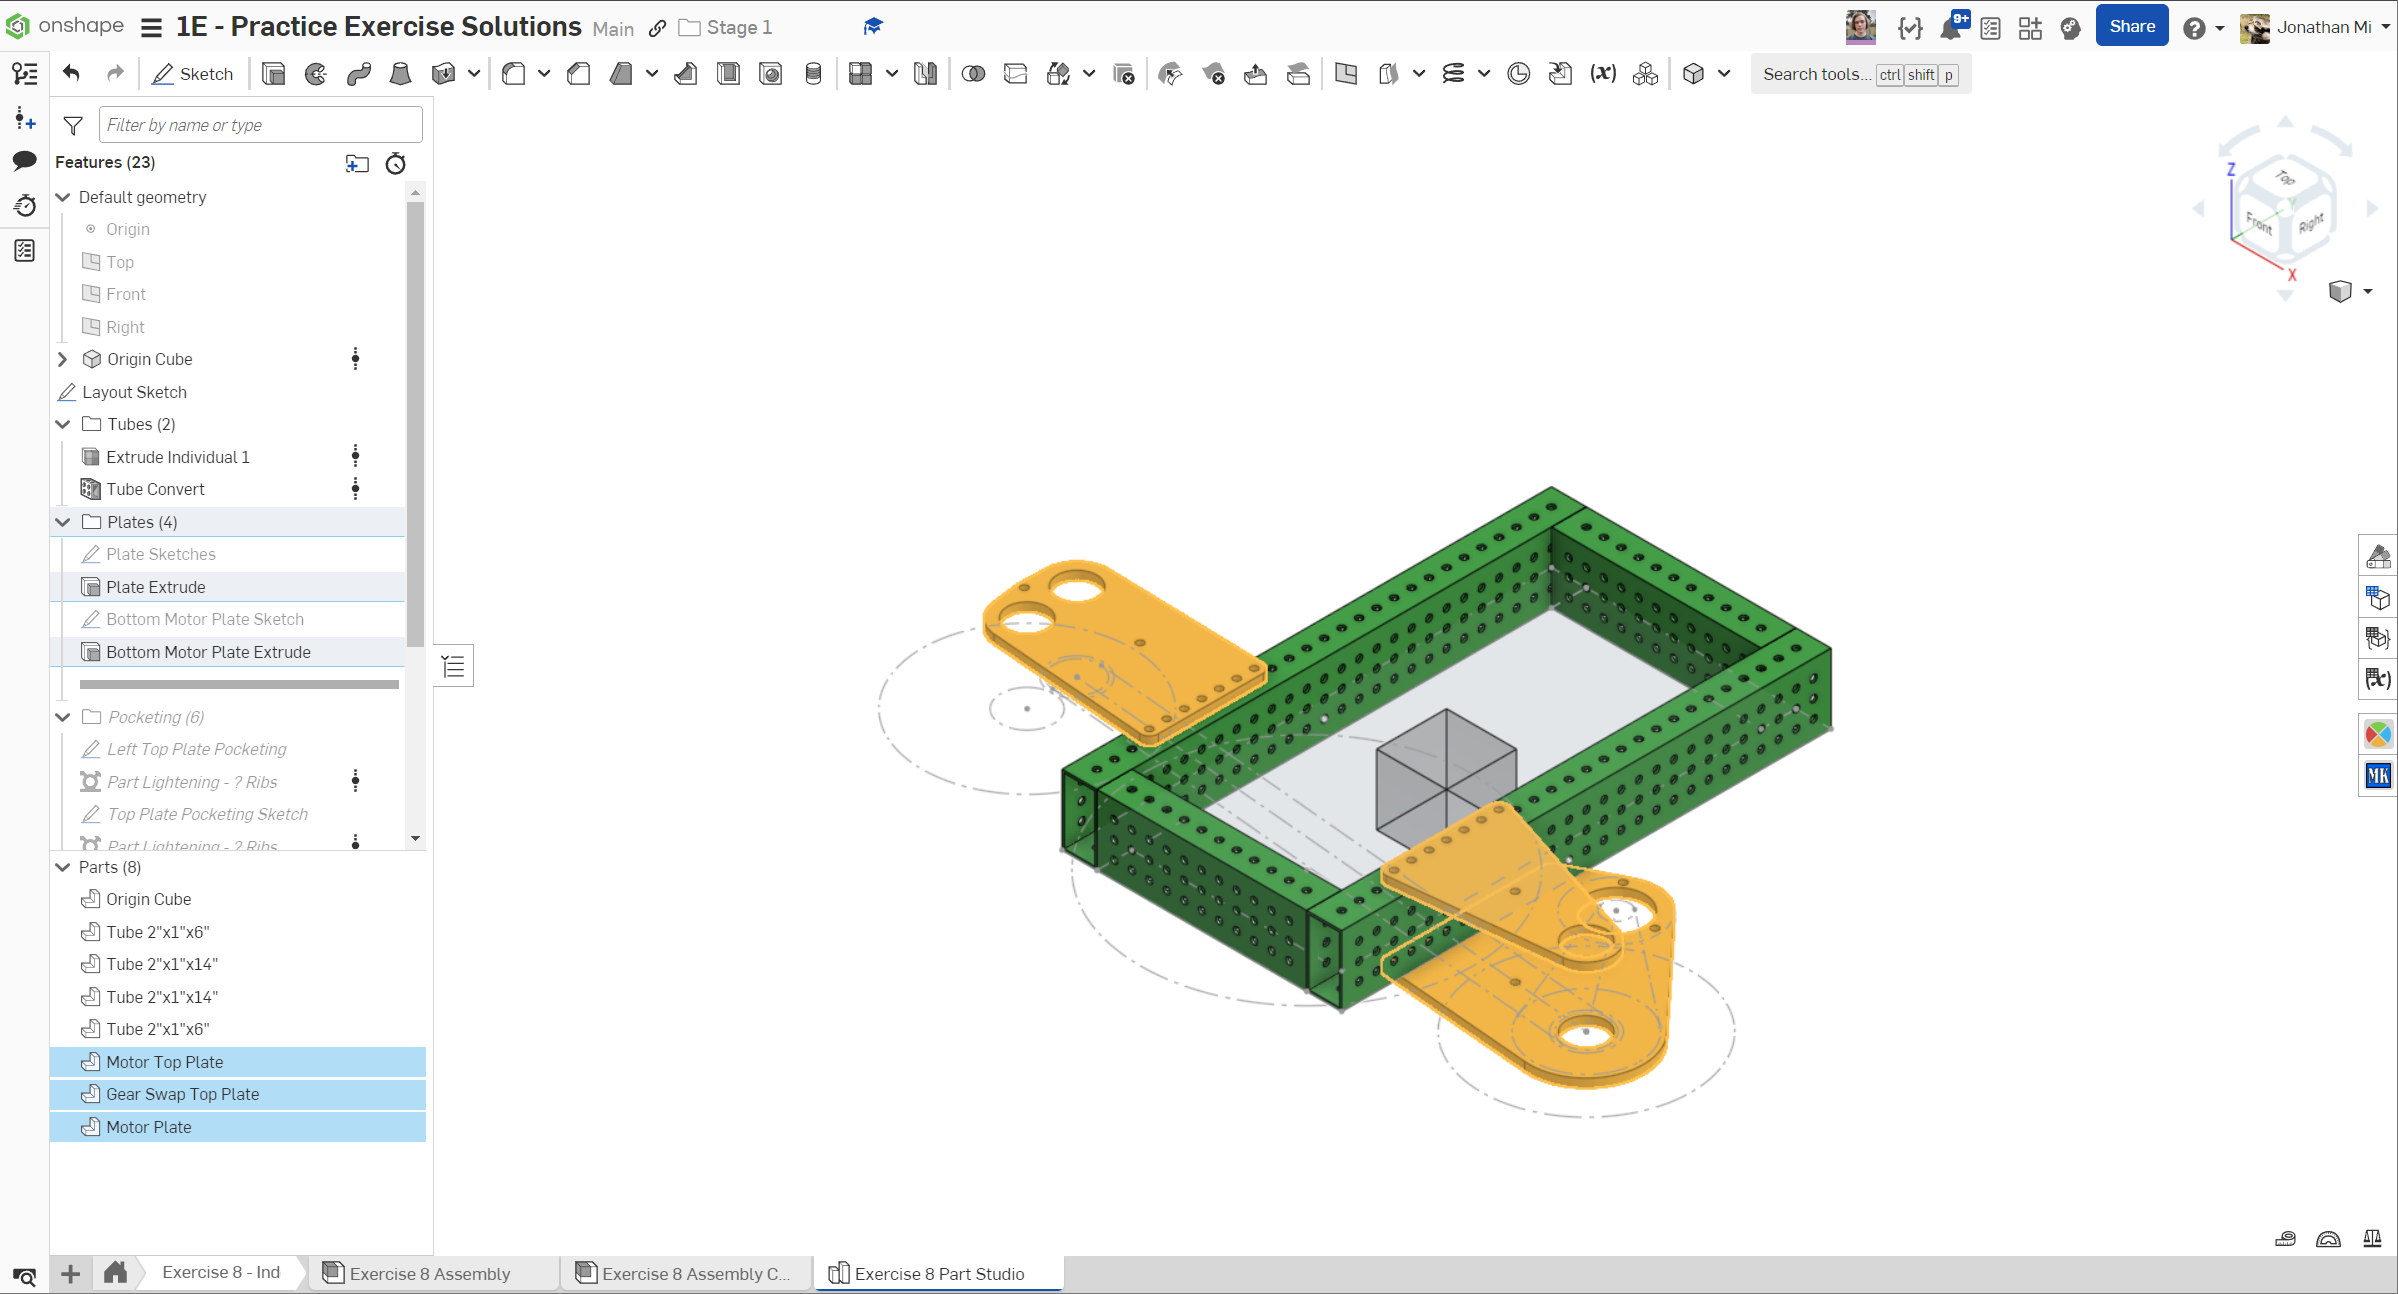 onshape
1E - Practice Exercise Solutions Main Stage 1
9+
Share
Jonathan Mi
Sketch
(x)
Search tools... ctrl shift p
Filter by name or type
Features (23)
Default geometry
Origin
Top
Front
Right
Origin Cube
Layout Sketch
Tubes (2)
Extrude Individual 1
Tube Convert
Plates (4)
Plate Sketches
Plate Extrude
Bottom Motor Plate Sketch
Bottom Motor Plate Extrude
Pocketing (6)
Left Top Plate Pocketing
Part Lightening - ? Ribs
Top Plate Pocketing Sketch
Part Lightening - ? Ribs
Parts (8)
Origin Cube
Tube 2"x1"x6"
Tube 2"x1"x14"
Tube 2"x1"x14"
Tube 2"x1"x6"
Motor Top Plate
Gear Swap Top Plate
Motor Plate
Z
Top
Front
Right
X
(x)
MK
Exercise 8 - Ind
Exercise 8 Assembly
Exercise 8 Assembly C...
Exercise 8 Part Studio